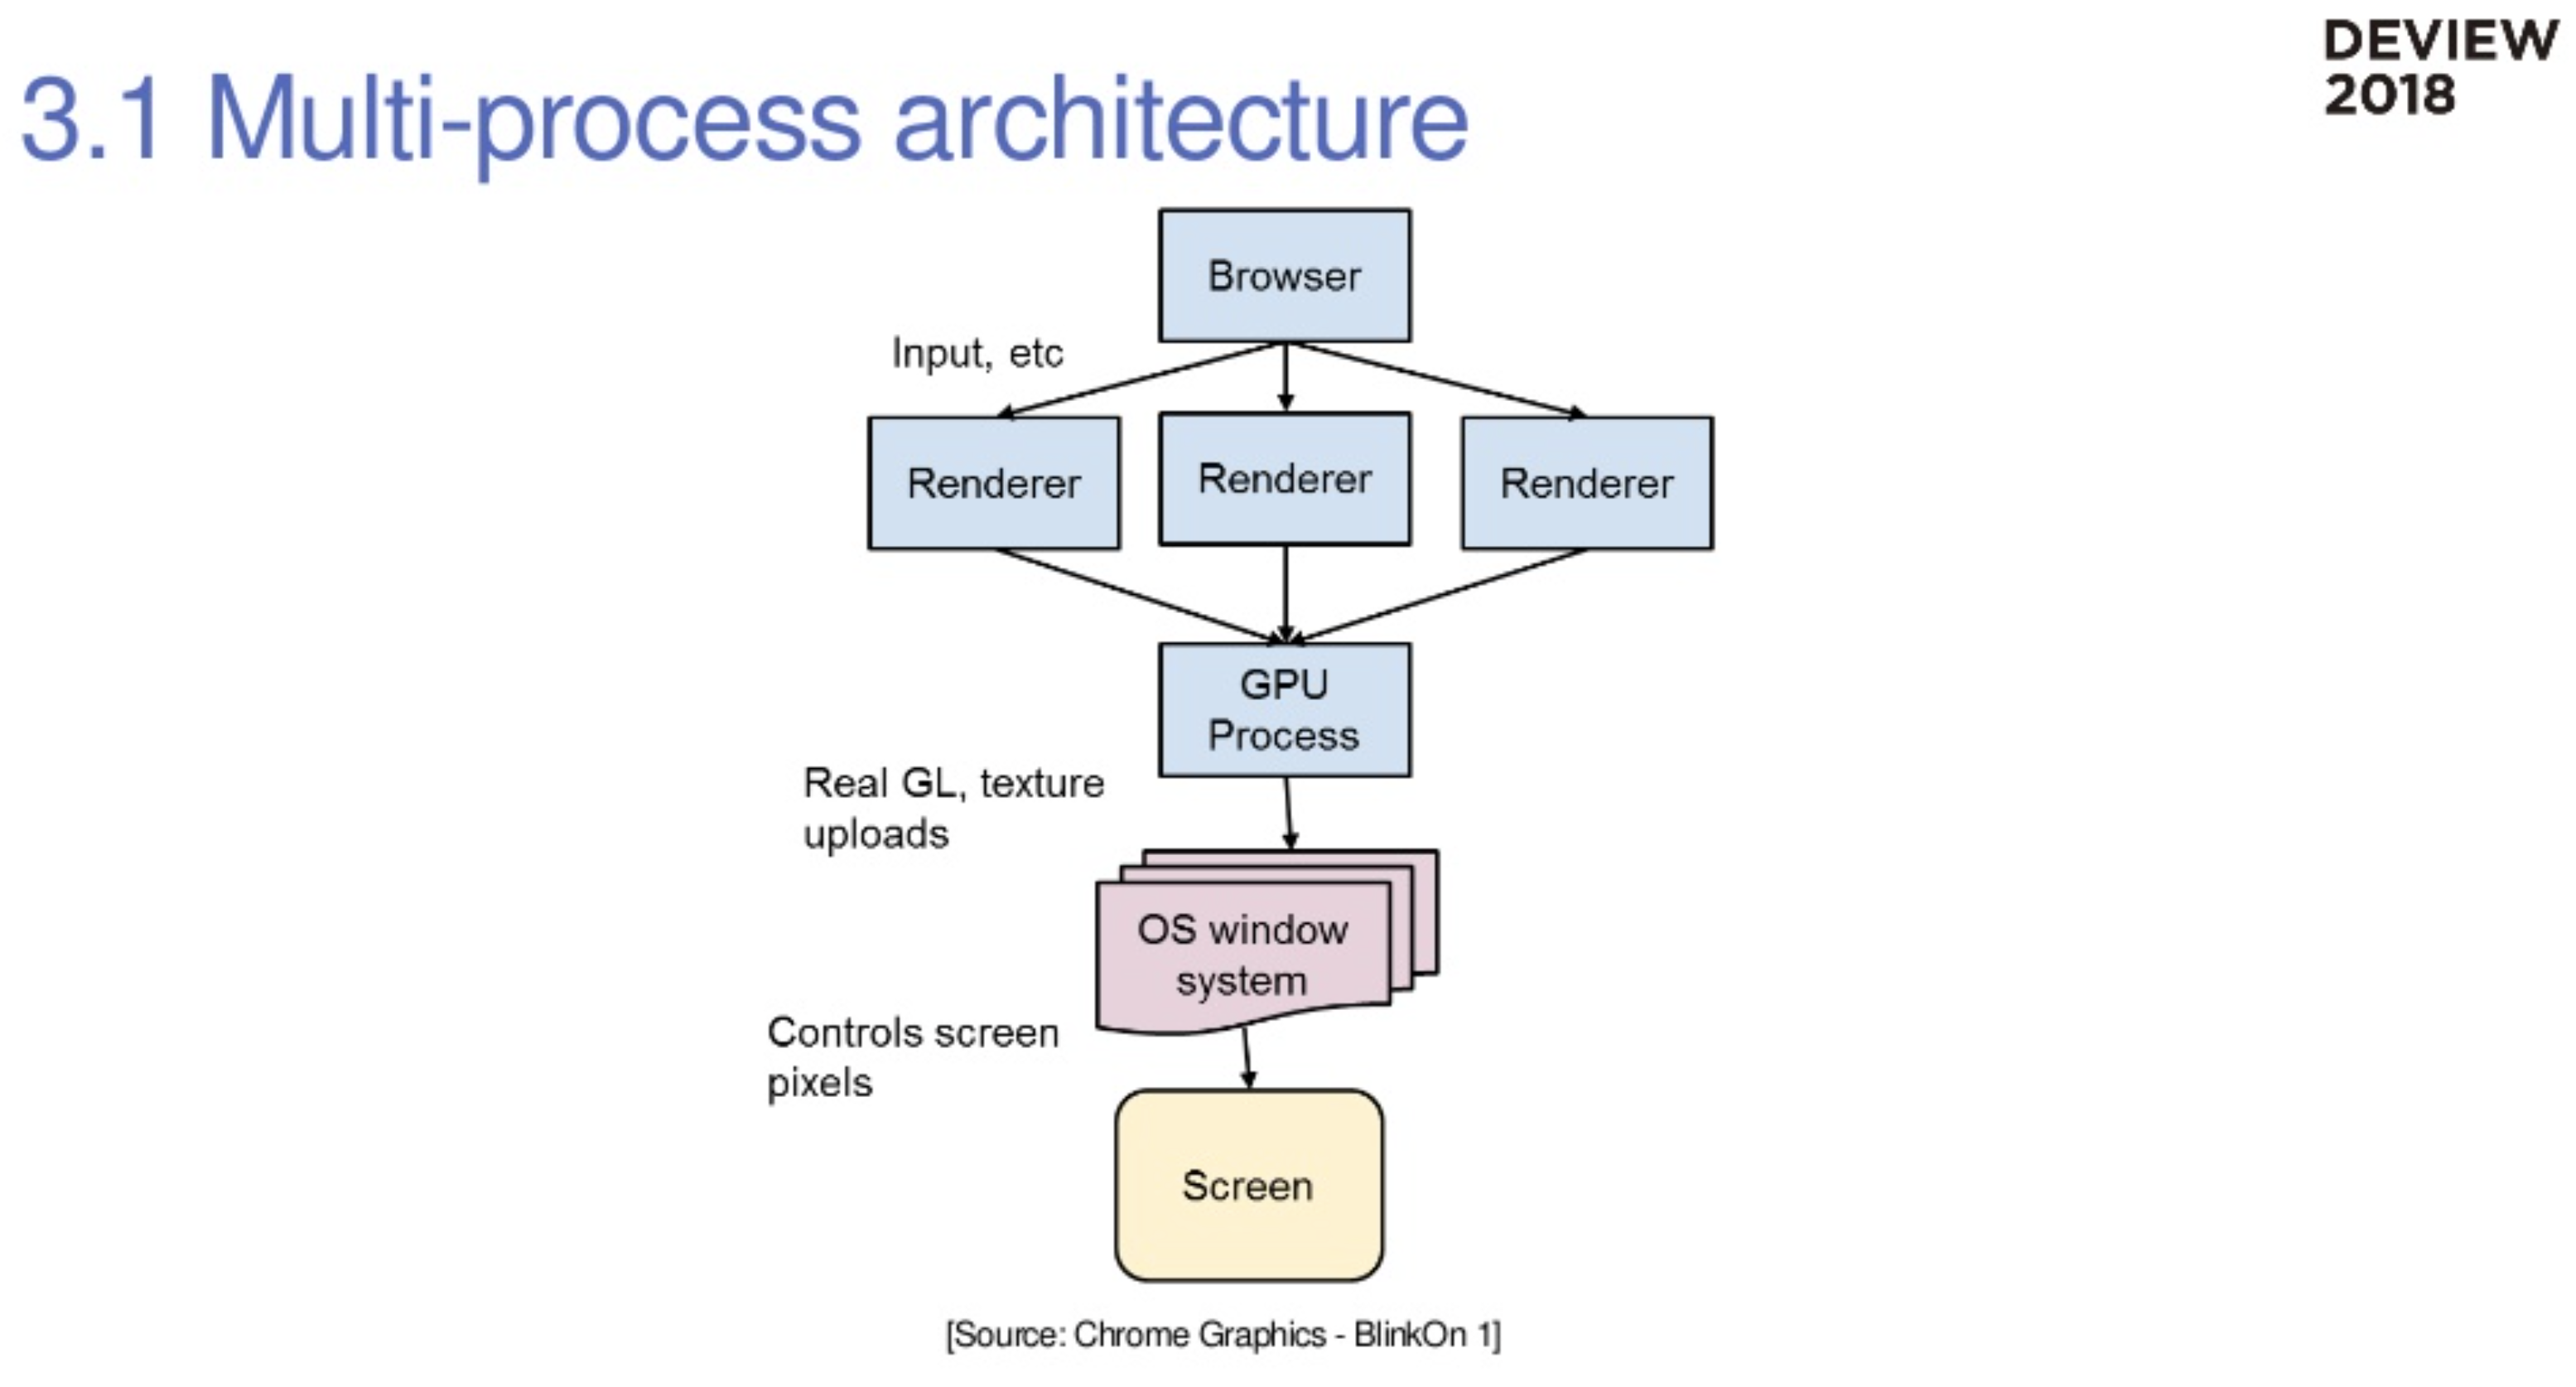 DEVIEW
2018
3.1 Multi-process architecture
Browser
Input, etc
Renderer
Renderer
Renderer
GPU
Process
Real GL, texture
uploads
OS window
system
Controls screen
pixels
Screen
[Source: Chrome Graphics - BlinkOn 1]